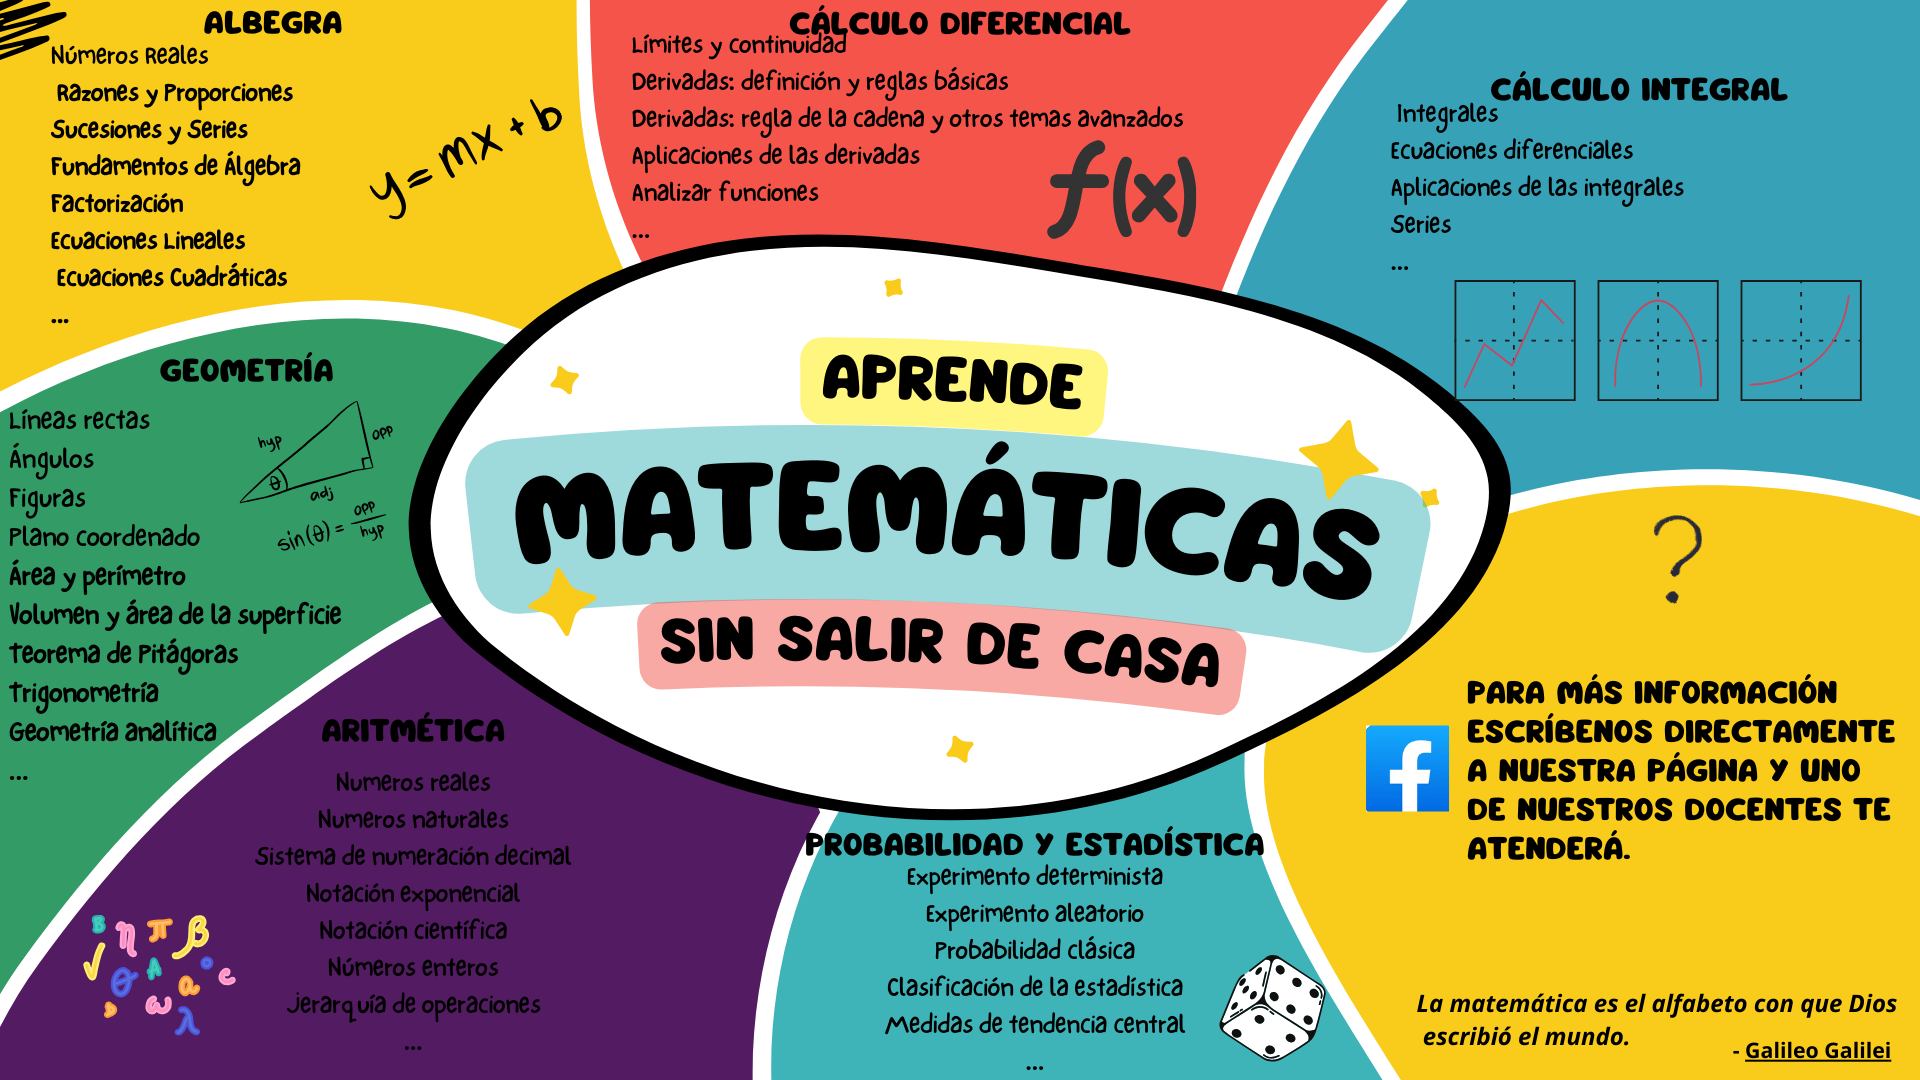 ALBEGRA
Números Reales
Razones y Proporciones
Sucesiones y Series
Fundamentos de Álgebra
Factorización
Ecuaciones Lineales
Ecuaciones Cuadráticas
...
y = mx + b
CÁLCULO DIFERENCIAL
Límites y continuidad
Derivadas: definición y reglas básicas
Derivadas: regla de la cadena y otros temas avanzados
Aplicaciones de las derivadas
Analizar funciones
...
f(x)
CÁLCULO INTEGRAL
Integrales
Ecuaciones diferenciales
Aplicaciones de las integrales
Series
...
APRENDE
MATEMÁTICAS
SIN SALIR DE CASA
GEOMETRÍA
Líneas rectas
Ángulos
Figuras
Plano coordenado
Área y perímetro
Volumen y área de la superficie
Teorema de Pitágoras
Trigonometría
Geometría analítica
...
hyp
opp
θ
adj
sin(θ) = opp
hyp
ARITMÉTICA
Numeros reales
Numeros naturales
Sistema de numeración decimal
Notación exponencial
Notación científica
Números enteros
Jerarquía de operaciones
...
B η π β
√ θ A a c
ω λ
PROBABILIDAD Y ESTADÍSTICA
Experimento determinista
Experimento aleatorio
Probabilidad clásica
Clasificación de la estadística
Medidas de tendencia central
...
?
f
PARA MÁS INFORMACIÓN
ESCRÍBENOS DIRECTAMENTE
A NUESTRA PÁGINA Y UNO
DE NUESTROS DOCENTES TE
ATENDERÁ.
La matemática es el alfabeto con que Dios
escribió el mundo.
- Galileo Galilei